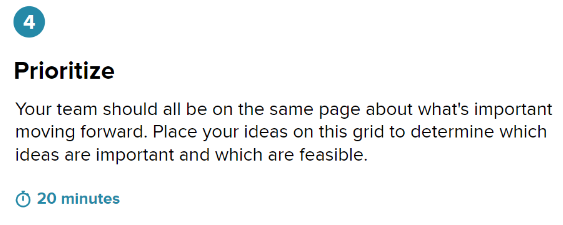 4
Prioritize
Your team should all be on the same page about what's important
moving forward. Place your ideas on this grid to determine which
ideas are important and which are feasible.
20 minutes